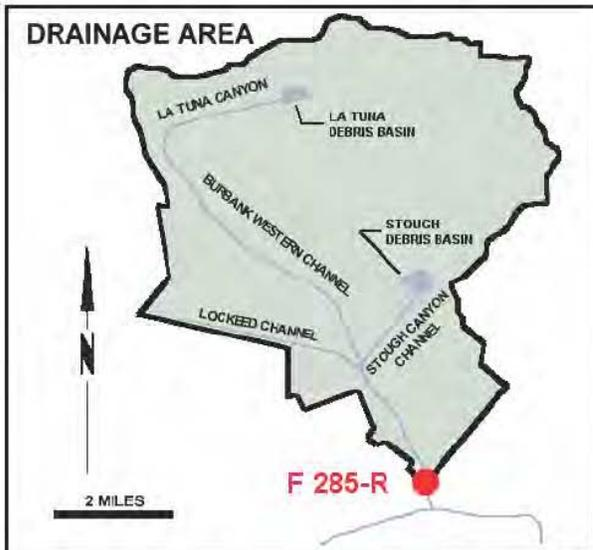 DRAINAGE AREA
LA TUNA CANYON
LA TUNA
DEBRIS BASIN
BURBANK WESTERN CHANNEL
STOUGH
DEBRIS BASIN
LOCKEED CHANNEL
STOUGH CANYON
CHANNEL
N
F 285-R
2 MILES